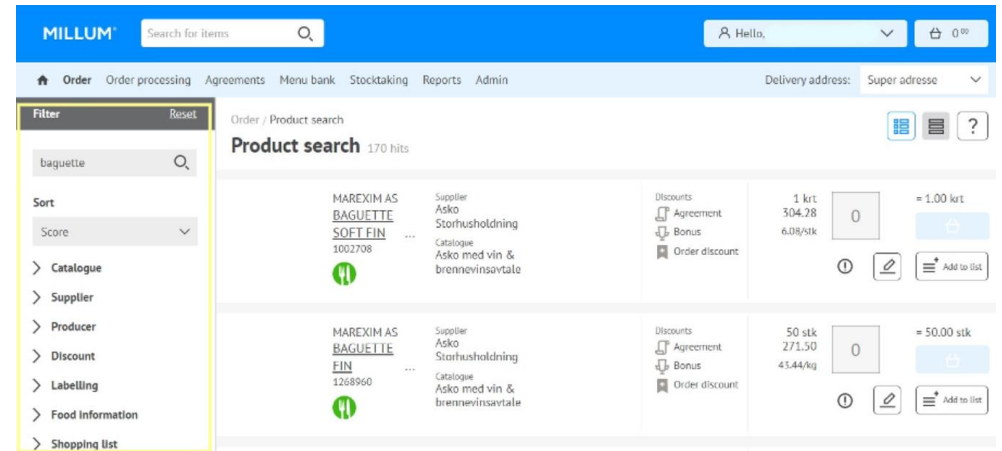 MILLUM®
Search for items
Hello,
0⁰⁰
Order Order processing Agreements Menu bank Stocktaking Reports Admin
Delivery address: Super adresse
Filter Reset
baguette
Sort
Score
Catalogue
Supplier
Producer
Discount
Labelling
Food information
Shopping list
Order / Product search
Product search 170 hits
?
MAREXIM AS
BAGUETTE
SOFT FIN ...
1002708
Supplier
Asko
Storhusholdning
Catalogue
Asko med vin &
brennevinsavtale
Discounts
Agreement
Bonus
Order discount
1 krt
304.28
6.08/stk
0
= 1.00 krt
Add to list
MAREXIM AS
BAGUETTE
FIN ...
1268960
Supplier
Asko
Storhusholdning
Catalogue
Asko med vin &
brennevinsavtale
Discounts
Agreement
Bonus
Order discount
50 stk
271.50
43.44/kg
0
= 50.00 stk
Add to list